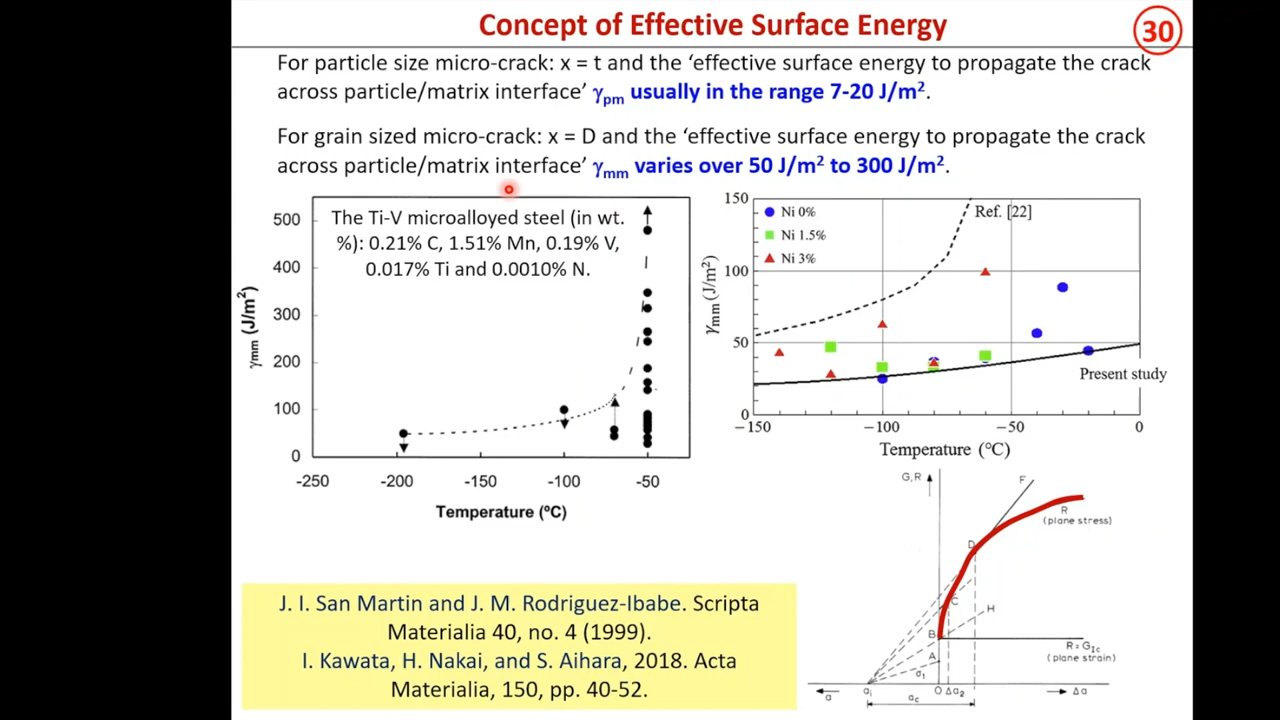 Concept of Effective Surface Energy
30
For particle size micro-crack: x = t and the ‘effective surface energy to propagate the crack
across particle/matrix interface’ γpm usually in the range 7-20 J/m².
For grain sized micro-crack: x = D and the ‘effective surface energy to propagate the crack
across particle/matrix interface’ γmm varies over 50 J/m² to 300 J/m².
The Ti-V microalloyed steel (in wt.
%): 0.21% C, 1.51% Mn, 0.19% V,
0.017% Ti and 0.0010% N.
γmm (J/m²)
500
400
300
200
100
0
-250 -200 -150 -100 -50
Temperature (ºC)
γmm (J/m²)
150
100
50
0
Ni 0%
Ni 1.5%
Ni 3%
Ref. [22]
Present study
−150 −100 −50 0
Temperature (°C)
G,R
F
R
(plane stress)
D
C
H
B
R=GIc
(plane strain)
A
σ1
a ai O Δa2 Δa
ac
J. I. San Martin and J. M. Rodriguez-Ibabe. Scripta
Materialia 40, no. 4 (1999).
I. Kawata, H. Nakai, and S. Aihara, 2018. Acta
Materialia, 150, pp. 40-52.